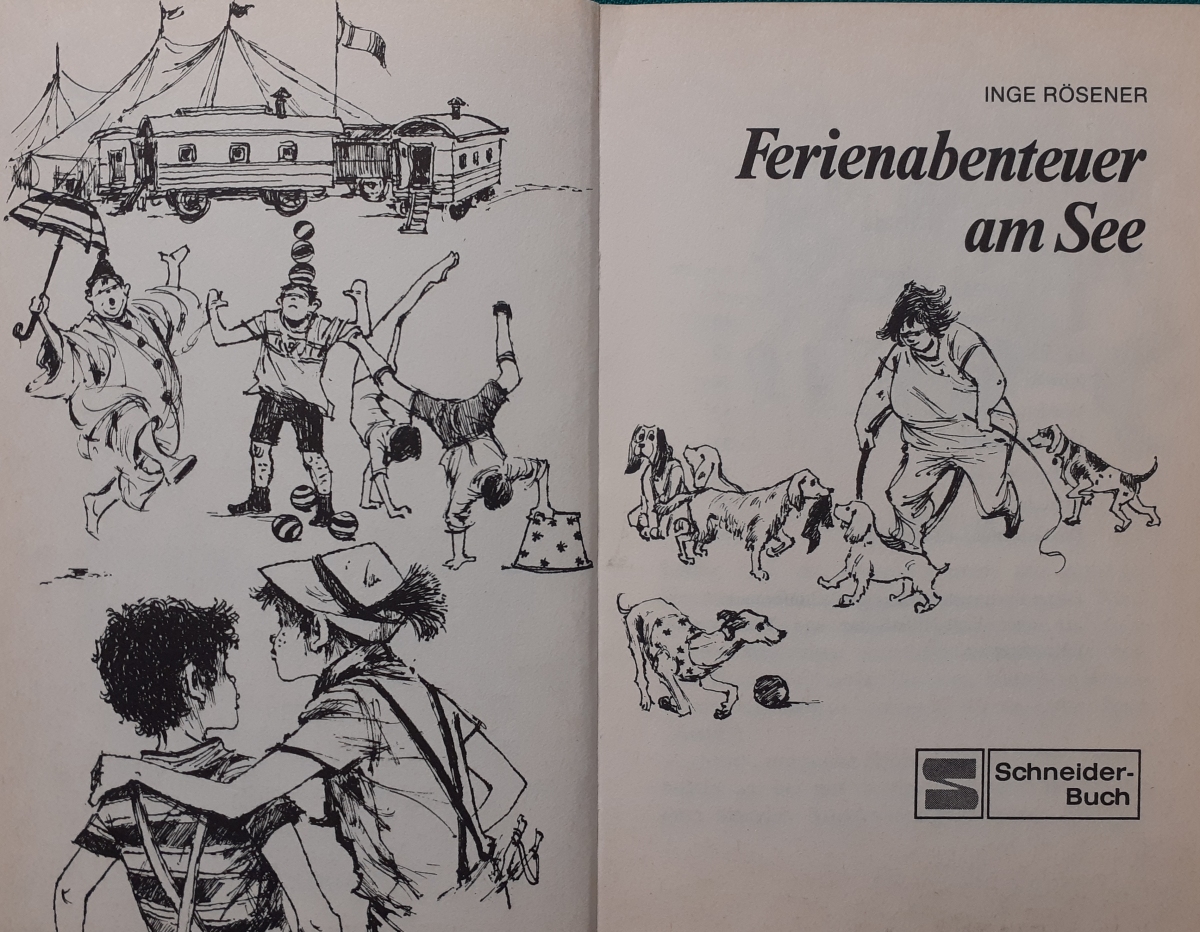 INGE RÖSENER
Ferienabenteuer
am See
Schneider-
Buch